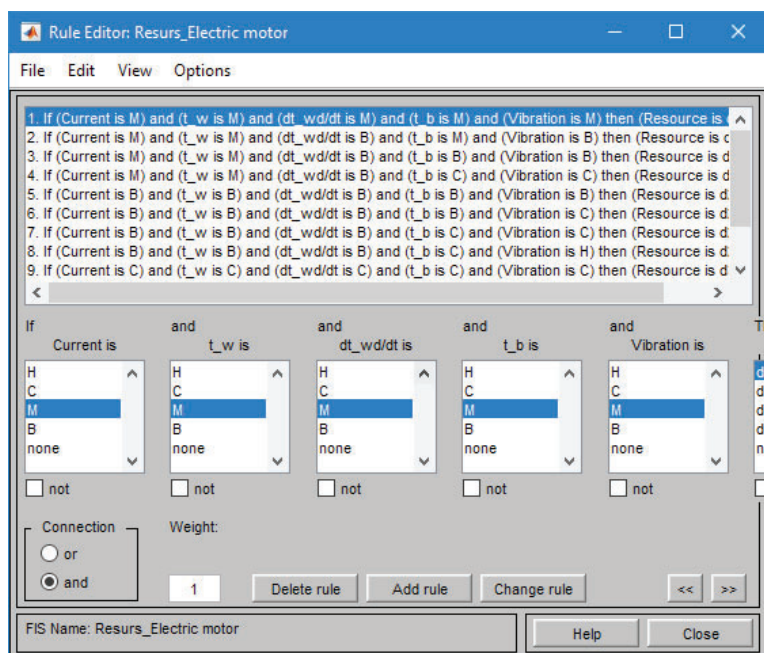 Rule Editor: Resurs_Electric motor
File Edit View Options
1. If (Current is M) and (t_w is M) and (dt_wd/dt is M) and (t_b is M) and (Vibration is M) then (Resource is
2. If (Current is M) and (t_w is M) and (dt_wd/dt is B) and (t_b is M) and (Vibration is B) then (Resource is
3. If (Current is M) and (t_w is M) and (dt_wd/dt is B) and (t_b is B) and (Vibration is B) then (Resource is d
4. If (Current is M) and (t_w is M) and (dt_wd/dt is B) and (t_b is C) and (Vibration is C) then (Resource is d
5. If (Current is B) and (t_w is B) and (dt_wd/dt is B) and (t_b is B) and (Vibration is B) then (Resource is d
6. If (Current is B) and (t_w is B) and (dt_wd/dt is B) and (t_b is B) and (Vibration is C) then (Resource is d
7. If (Current is B) and (t_w is B) and (dt_wd/dt is B) and (t_b is C) and (Vibration is C) then (Resource is d
8. If (Current is B) and (t_w is B) and (dt_wd/dt is B) and (t_b is C) and (Vibration is H) then (Resource is d
9. If (Current is C) and (t_w is C) and (dt_wd/dt is C) and (t_b is C) and (Vibration is C) then (Resource is d
If and and and and
Current is t_w is dt_wd/dt is t_b is Vibration is
H H H H H d
C C C C C d
M M M M M d
B B B B B d
none none none none none n
not not not not not
Connection Weight:
or
and 1 Delete rule Add rule Change rule << >>
FIS Name: Resurs_Electric motor Help Close